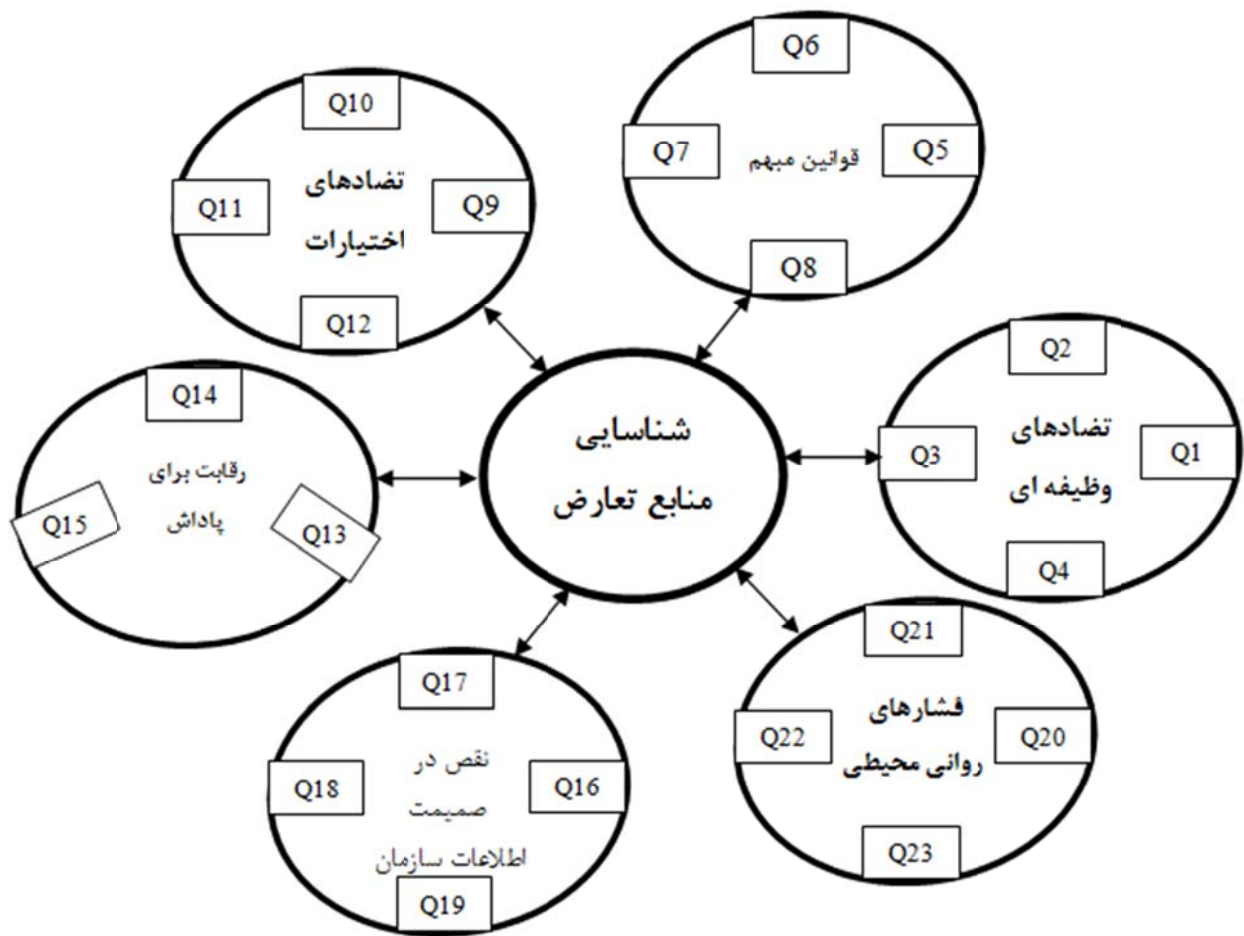 شناسایی
منابع تعارض
Q2
Q1
تضادهای
وظیفه ای
Q3
Q4
Q6
Q5
قوانین مبهم
Q7
Q8
Q10
Q9
تضادهای
اختیارات
Q11
Q12
Q14
رقابت برای
پاداش
Q13
Q15
Q17
Q16
نقص در
صمیمت
اطلاعات سازمان
Q18
Q19
Q21
Q20
فشارهای
روانی محیطی
Q22
Q23